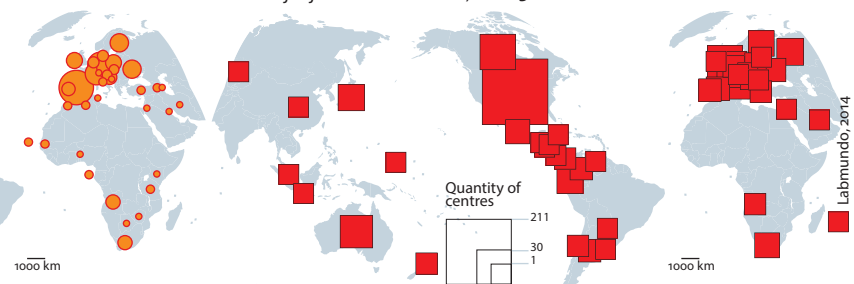 Quantity of
centres
211
30
1
1000 km
1000 km
Labmundo, 2014